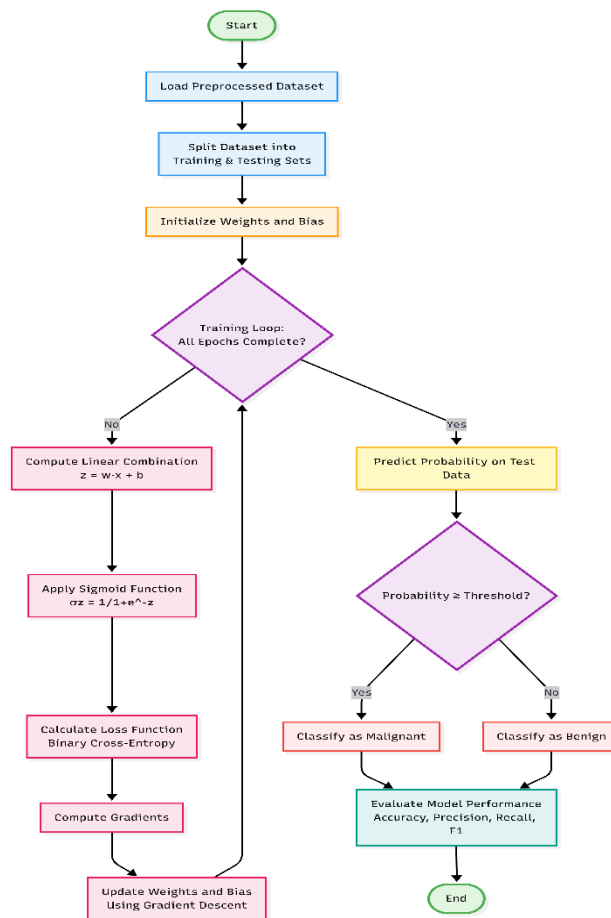 Start
Load Preprocessed Dataset
Split Dataset into
Training & Testing Sets
Initialize Weights and Bias
Training Loop:
All Epochs Complete?
No
Yes
Compute Linear Combination
z = w·x + b
Predict Probability on Test
Data
Apply Sigmoid Function
σz = 1/1+e^-z
Probability ≥ Threshold?
Yes
No
Calculate Loss Function
Binary Cross-Entropy
Classify as Malignant
Classify as Benign
Compute Gradients
Evaluate Model Performance
Accuracy, Precision, Recall,
F1
Update Weights and Bias
Using Gradient Descent
End